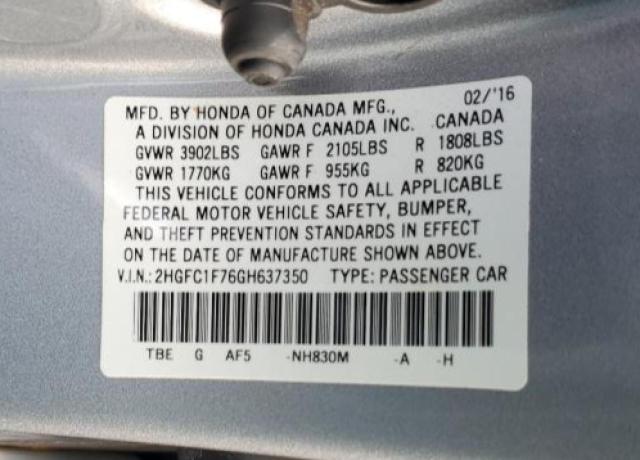 02/'16
MFD. BY HONDA OF CANADA MFG.,
A DIVISION OF HONDA CANADA INC. CANADA
GVWR 3902LBS GAWR F 2105LBS R 1808LBS
GVWR 1770KG GAWR F 955KG R 820KG
THIS VEHICLE CONFORMS TO ALL APPLICABLE
FEDERAL MOTOR VEHICLE SAFETY, BUMPER,
AND THEFT PREVENTION STANDARDS IN EFFECT
ON THE DATE OF MANUFACTURE SHOWN ABOVE.
V.I.N.:2HGFC1F76GH637350 TYPE: PASSENGER CAR
TBE G AF5 -NH830M -A -H